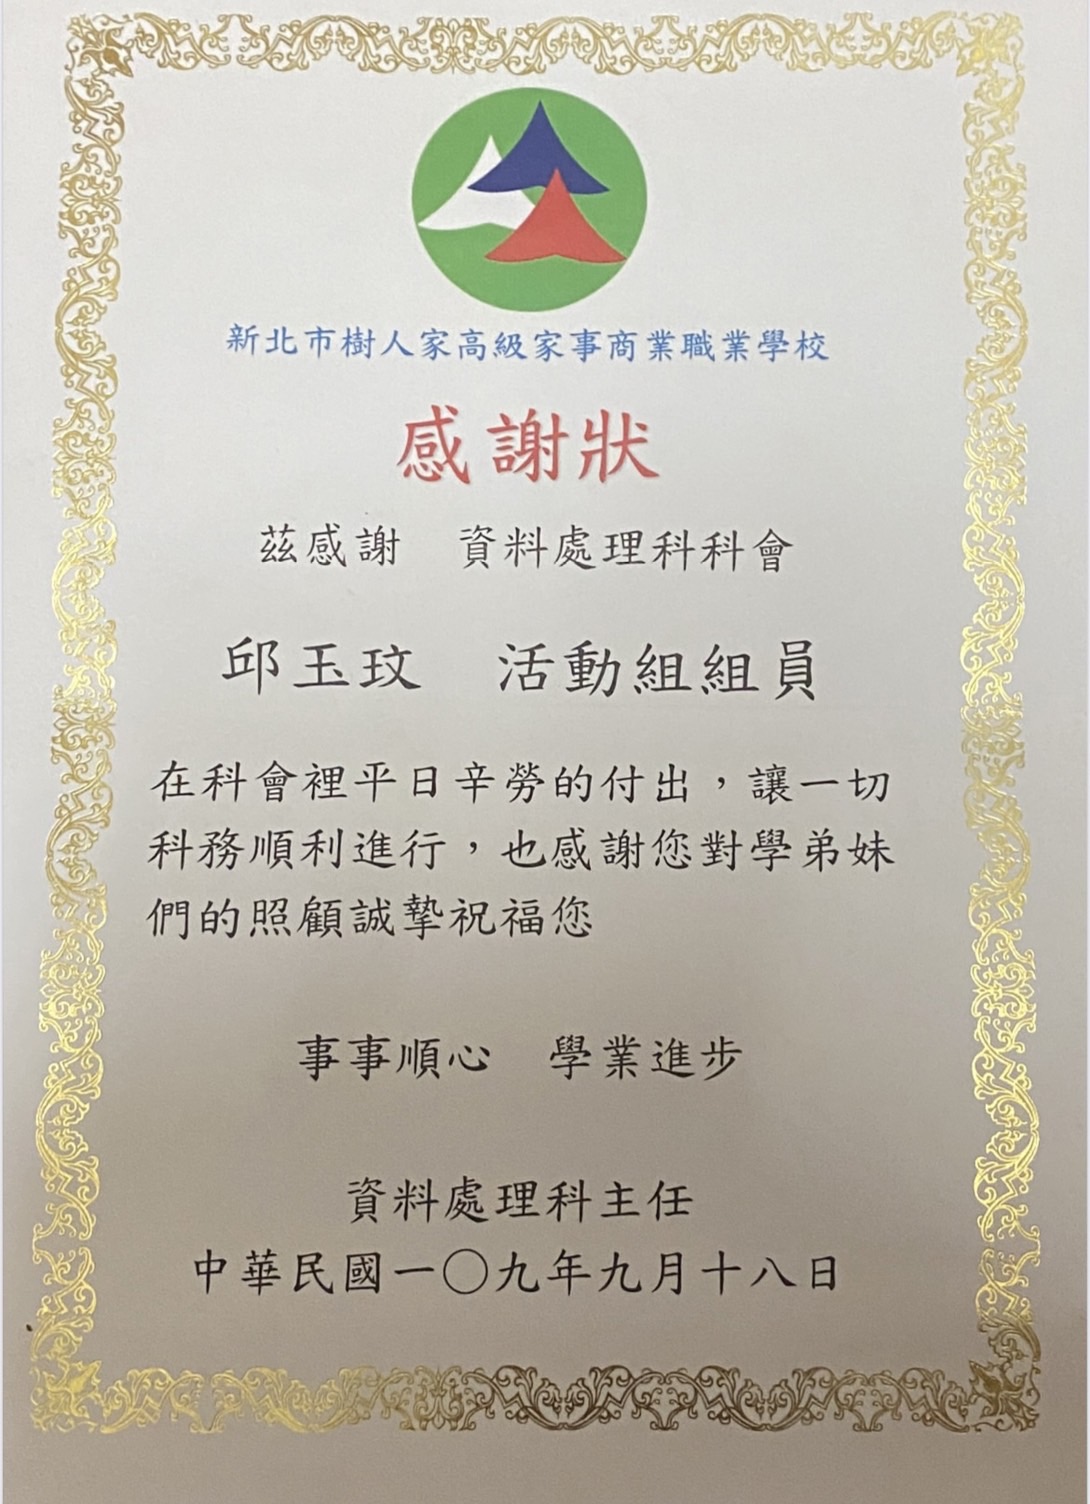 新北市樹人家高級家事商業職業學校
感謝狀
茲感謝　資料處理科科會
邱玉玟　活動組組員
在科會裡平日辛勞的付出，讓一切
科務順利進行，也感謝您對學弟妹
們的照顧誠摯祝福您
事事順心　學業進步
資料處理科主任
中華民國一〇九年九月十八日